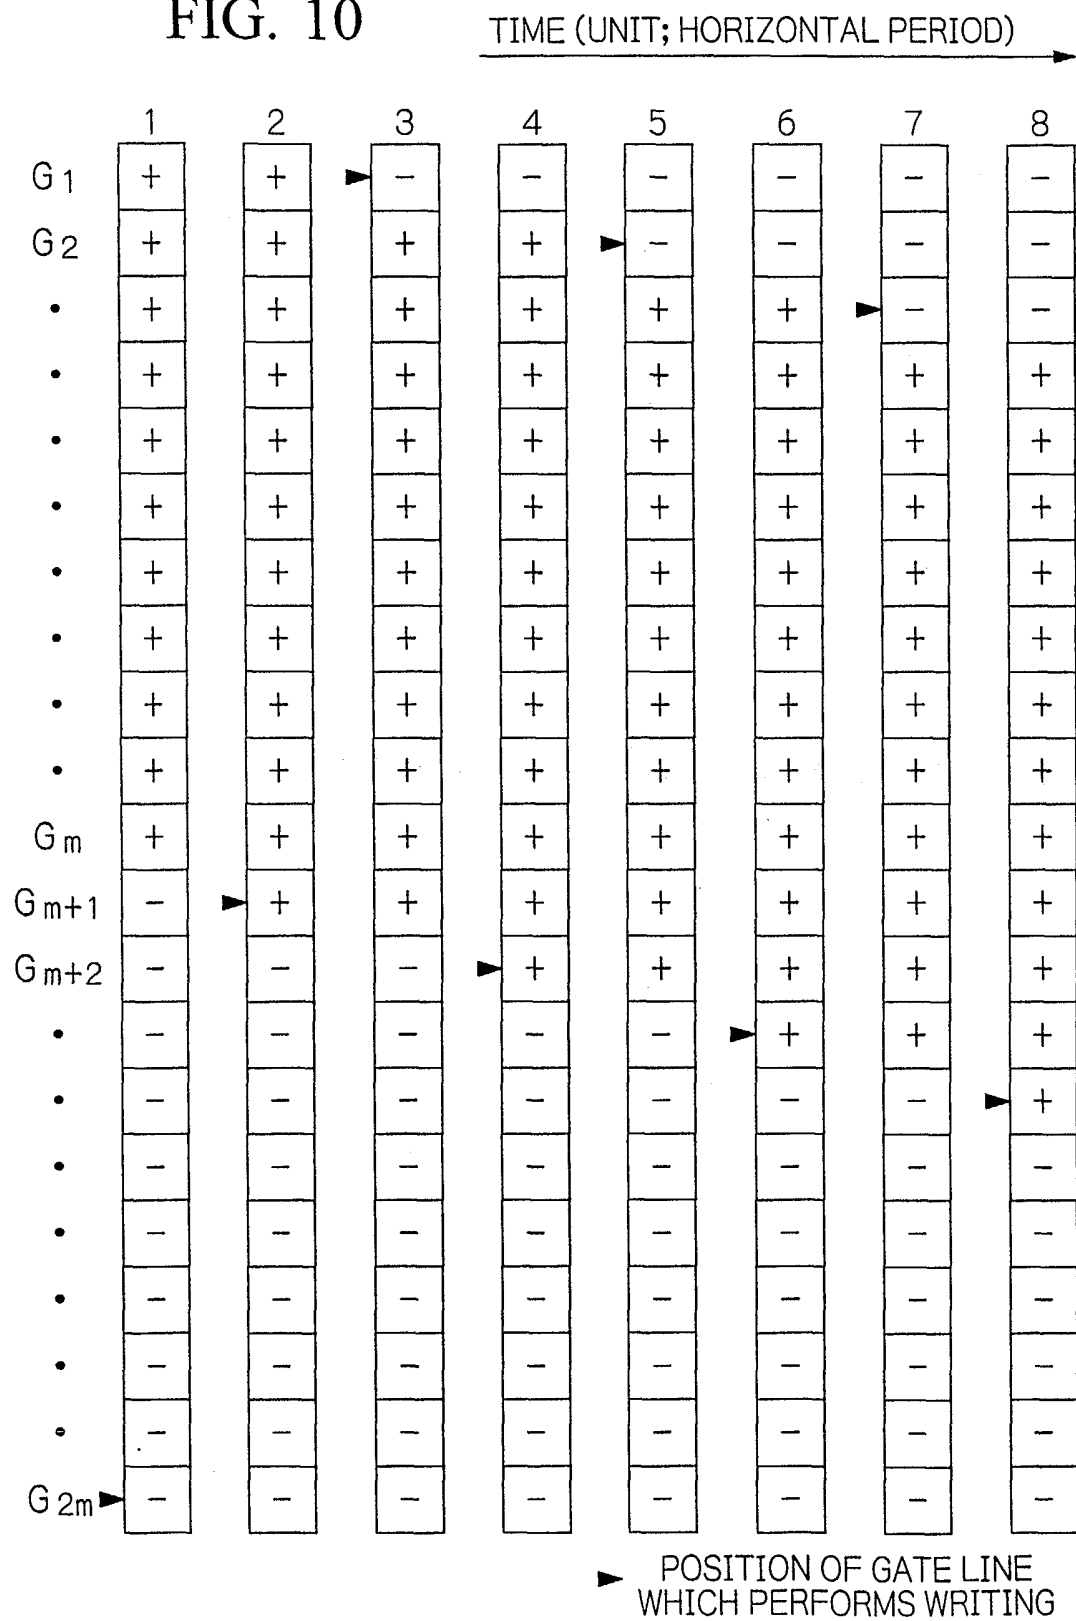 FIG. 10
TIME (UNIT; HORIZONTAL PERIOD)
1 2 3 4 5 6 7 8
G1 + + ► − − − − − −
G2 + + + + ► − − − −
• + + + + + + ► − −
• + + + + + + + +
• + + + + + + + +
• + + + + + + + +
• + + + + + + + +
• + + + + + + + +
• + + + + + + + +
• + + + + + + + +
Gm + + + + + + + +
Gm+1 − ► + + + + + + +
Gm+2 − − − ► + + + + +
• − − − − − ► + + +
• − − − − − − − ► +
• − − − − − − − −
• − − − − − − − −
• − − − − − − − −
• − − − − − − − −
• − − − − − − − −
G2m ► − − − − − − − −
► POSITION OF GATE LINE
WHICH PERFORMS WRITING